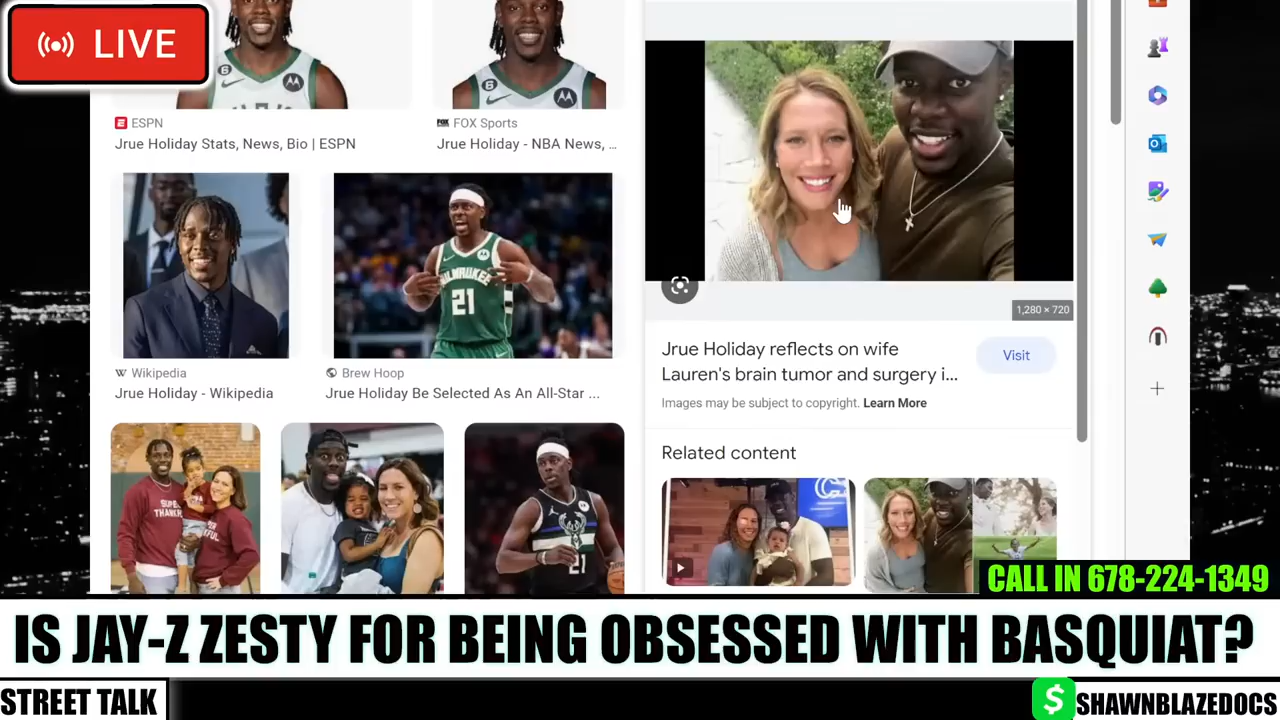 LIVE
ESPN
Jrue Holiday Stats, News, Bio | ESPN
FOX Sports
Jrue Holiday - NBA News, ...
MILWAUKEE
21
1,280 × 720
Jrue Holiday reflects on wife
Lauren's brain tumor and surgery i...
Visit
Images may be subject to copyright. Learn More
W Wikipedia
Jrue Holiday - Wikipedia
Brew Hoop
Jrue Holiday Be Selected As An All-Star ...
Related content
21
CALL IN 678-224-1349
IS JAY-Z ZESTY FOR BEING OBSESSED WITH BASQUIAT?
STREET TALK
$ SHAWNBLAZEDOCS